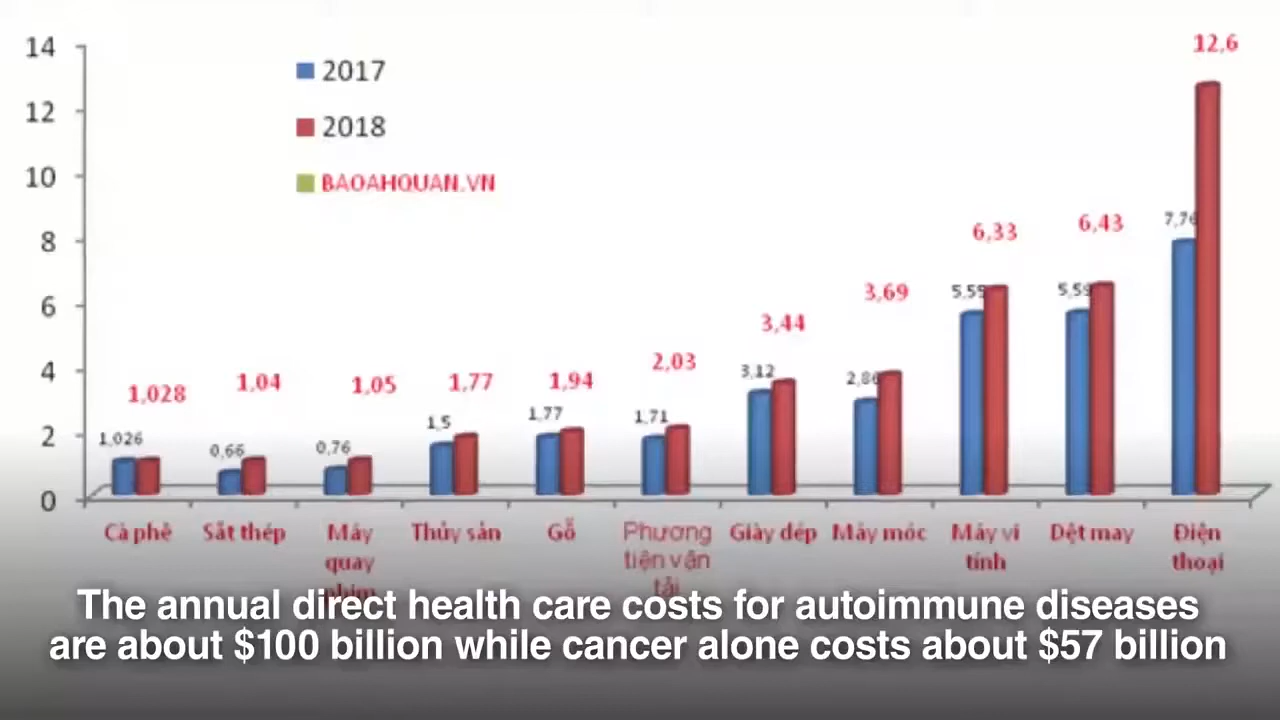 14
12
10
8
6
4
2
0
2017
2018
BAOAHQUAN.VN
1,026
1,028
0,66
1,04
0,76
1,05
1,5
1,77
1,77
1,94
1,71
2,03
3,12
3,44
2,86
3,69
5,55
6,33
5,59
6,43
7,76
12,6
Cà phê
Sắt thép
Máy
quay
phim
Thủy sản
Gỗ
Phương
tiện vận
tải
Giày dép
Máy móc
Máy vi
tính
Dệt may
Điện
thoại
The annual direct health care costs for autoimmune diseases
are about $100 billion while cancer alone costs about $57 billion